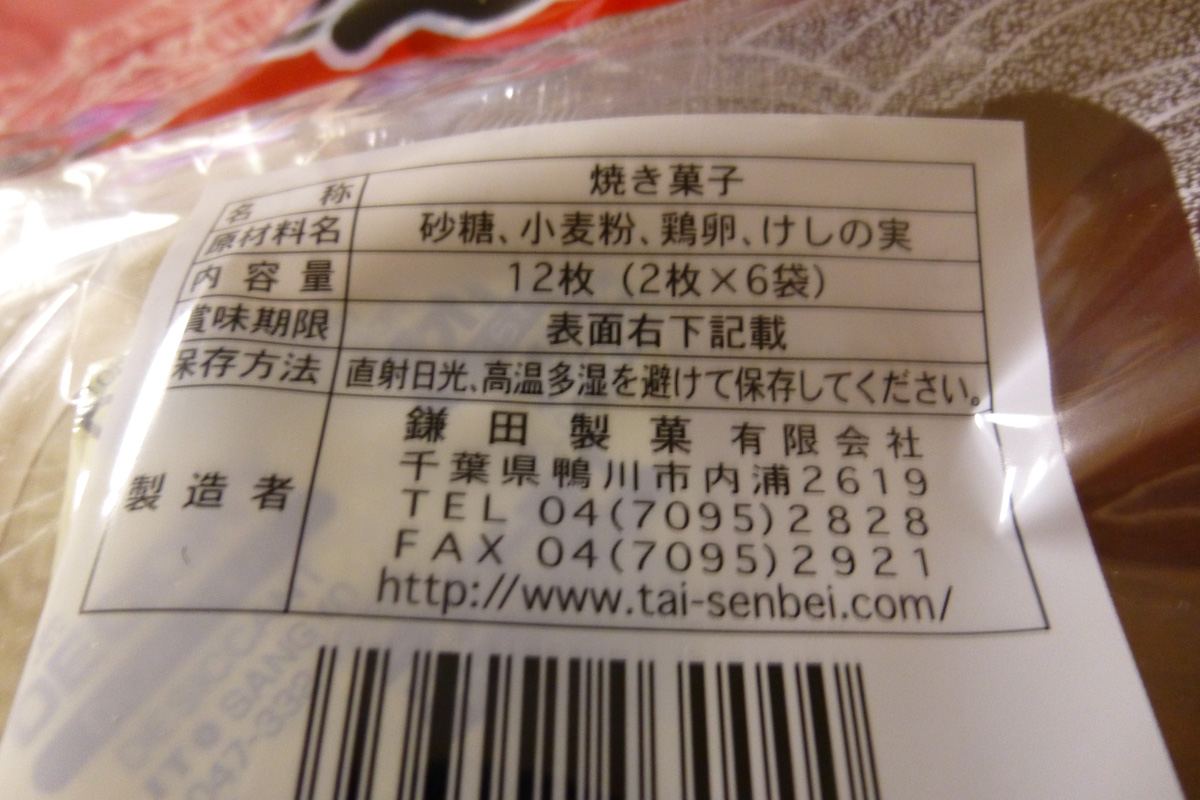 名称 焼き菓子
原材料名 砂糖、小麦粉、鶏卵、けしの実
内容量 12枚（2枚×6袋）
賞味期限 表面右下記載
保存方法 直射日光、高温多湿を避けて保存してください。
製造者 鎌田製菓 有限会社
千葉県鴨川市内浦2619
TEL 04(7095)2828
FAX 04(7095)2921
http://www.tai-senbei.com/